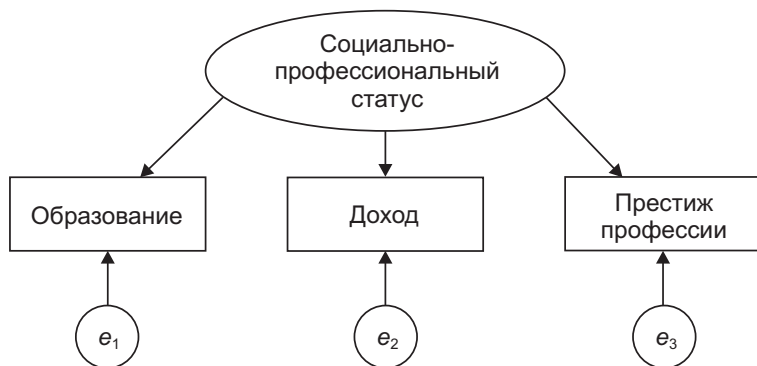 Социально-
профессиональный
статус
Образование
Доход
Престиж
профессии
e₁
e₂
e₃